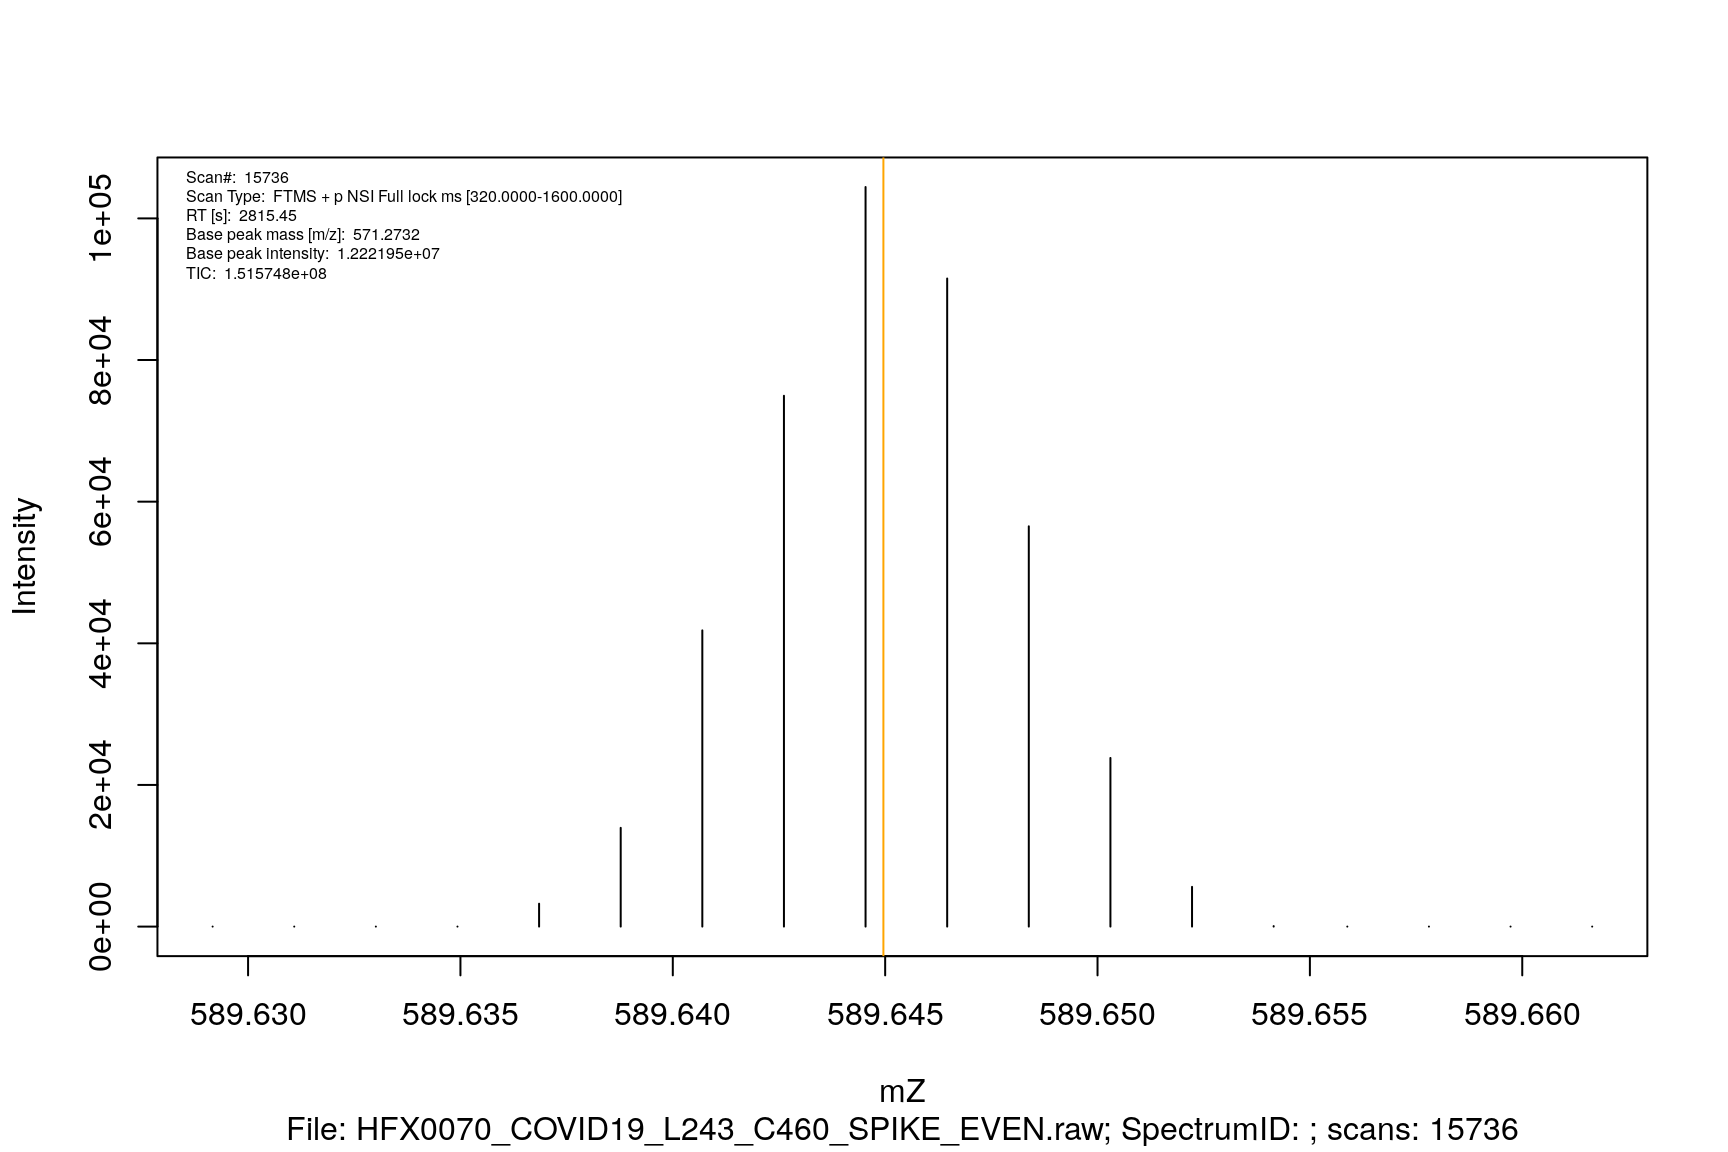 Scan#: 15736
Scan Type: FTMS + p NSI Full lock ms [320.0000-1600.0000]
RT [s]: 2815.45
Base peak mass [m/z]: 571.2732
Base peak intensity: 1.222195e+07
TIC: 1.515748e+08
1e+05
8e+04
6e+04
4e+04
2e+04
0e+00
Intensity
589.630 589.635 589.640 589.645 589.650 589.655 589.660
mZ
File: HFX0070_COVID19_L243_C460_SPIKE_EVEN.raw; SpectrumID: ; scans: 15736